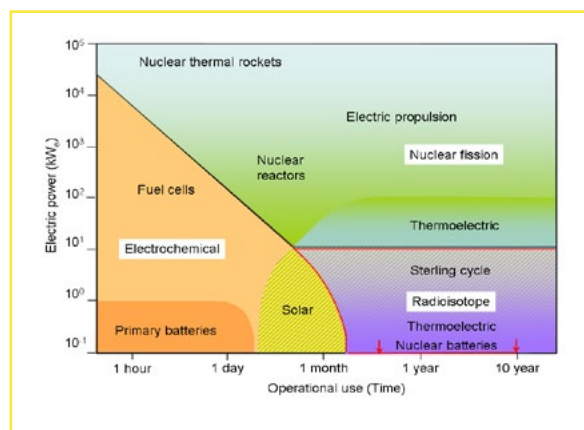 10⁵
Nuclear thermal rockets
10⁴
Electric propulsion
10³
Nuclear fission
Nuclear
reactors
Fuel cells
10²
Thermoelectric
Electrochemical
10¹
Sterling cycle
Radioisotope
10⁰
Solar
Thermoelectric
Primary batteries
Nuclear batteries
10⁻¹
Electric power (kWₑ)
1 hour
1 day
1 month
1 year
10 year
Operational use (Time)